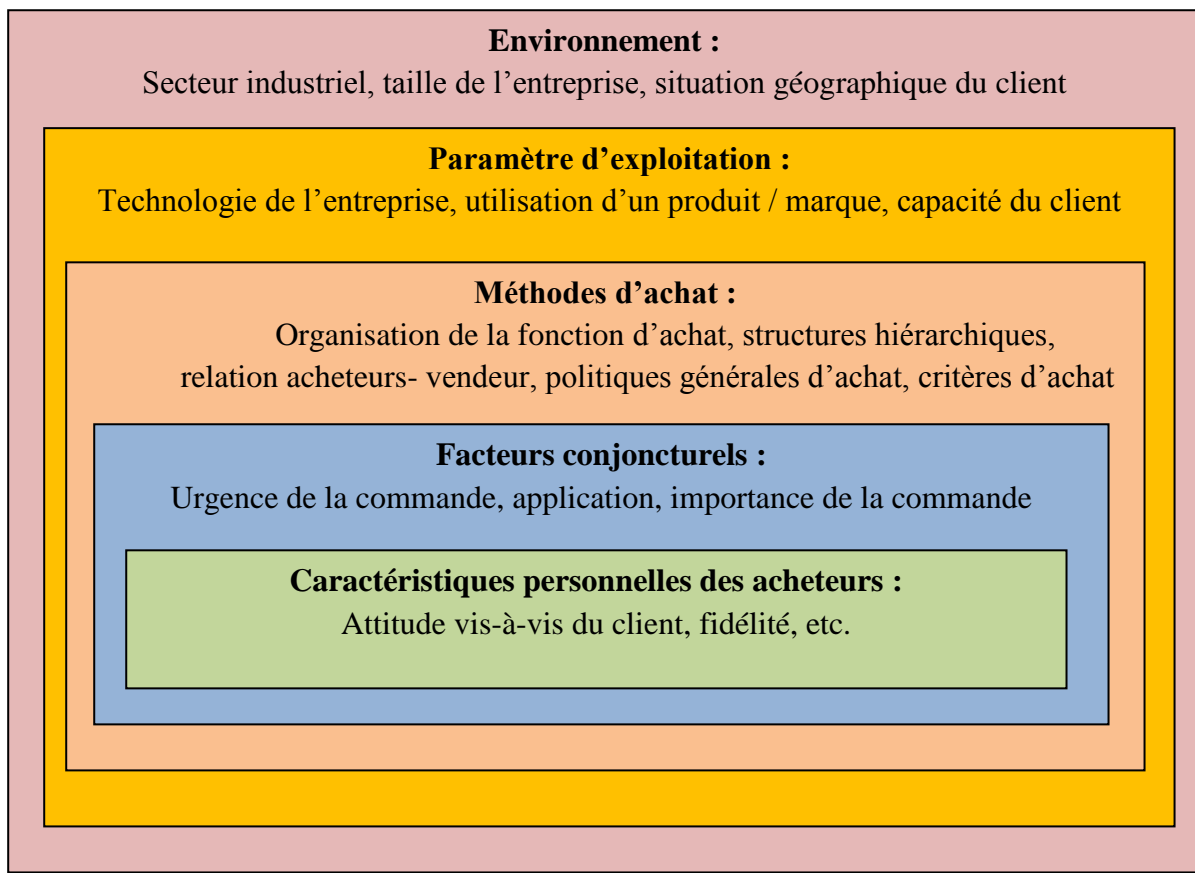 Environnement :
Secteur industriel, taille de l’entreprise, situation géographique du client
Paramètre d’exploitation :
Technologie de l’entreprise, utilisation d’un produit / marque, capacité du client
Méthodes d’achat :
Organisation de la fonction d’achat, structures hiérarchiques,
relation acheteurs- vendeur, politiques générales d’achat, critères d’achat
Facteurs conjoncturels :
Urgence de la commande, application, importance de la commande
Caractéristiques personnelles des acheteurs :
Attitude vis-à-vis du client, fidélité, etc.